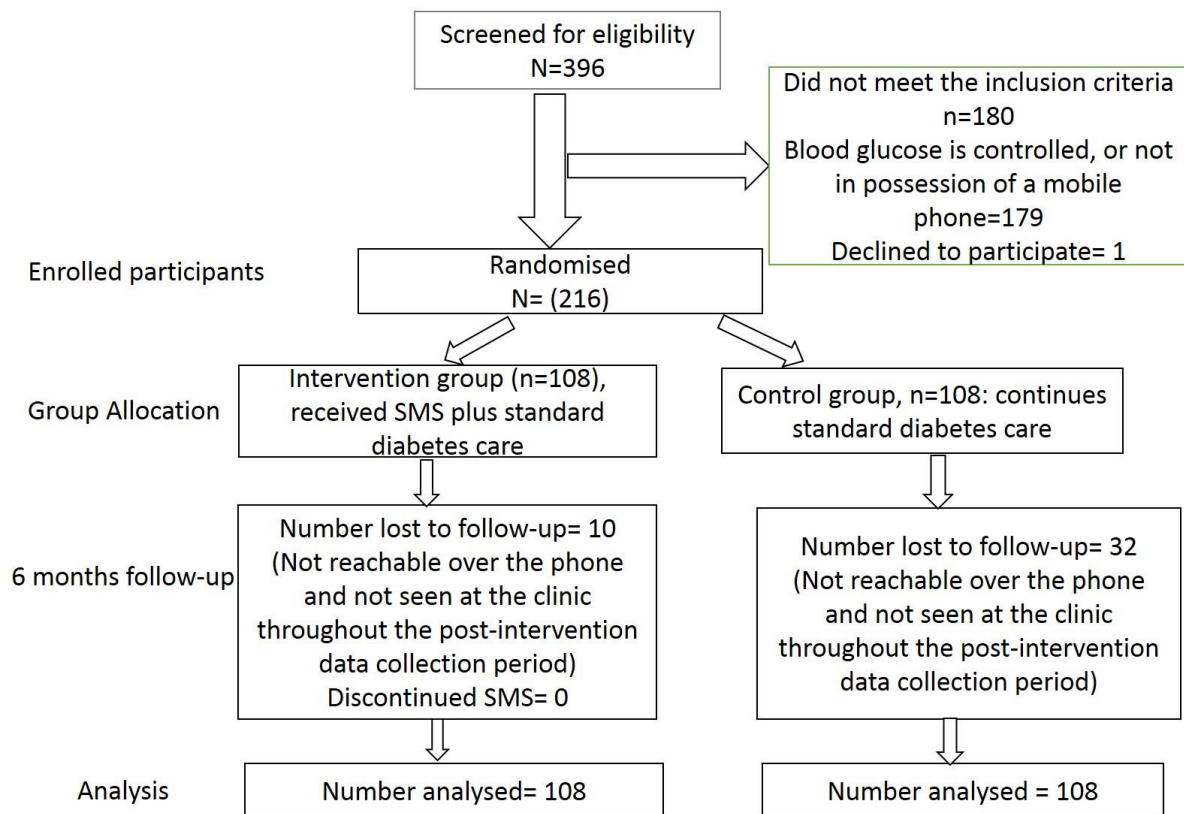 Screened for eligibility
N=396
Did not meet the inclusion criteria
n=180
Blood glucose is controlled, or not
in possession of a mobile
phone=179
Declined to participate= 1
Enrolled participants
Randomised
N= (216)
Group Allocation
Intervention group (n=108),
received SMS plus standard
diabetes care
Control group, n=108: continues
standard diabetes care
6 months follow-up
Number lost to follow-up= 10
(Not reachable over the phone
and not seen at the clinic
throughout the post-intervention
data collection period)
Discontinued SMS= 0
Number lost to follow-up= 32
(Not reachable over the phone
and not seen at the clinic
throughout the post-intervention
data collection period)
Analysis
Number analysed= 108
Number analysed = 108